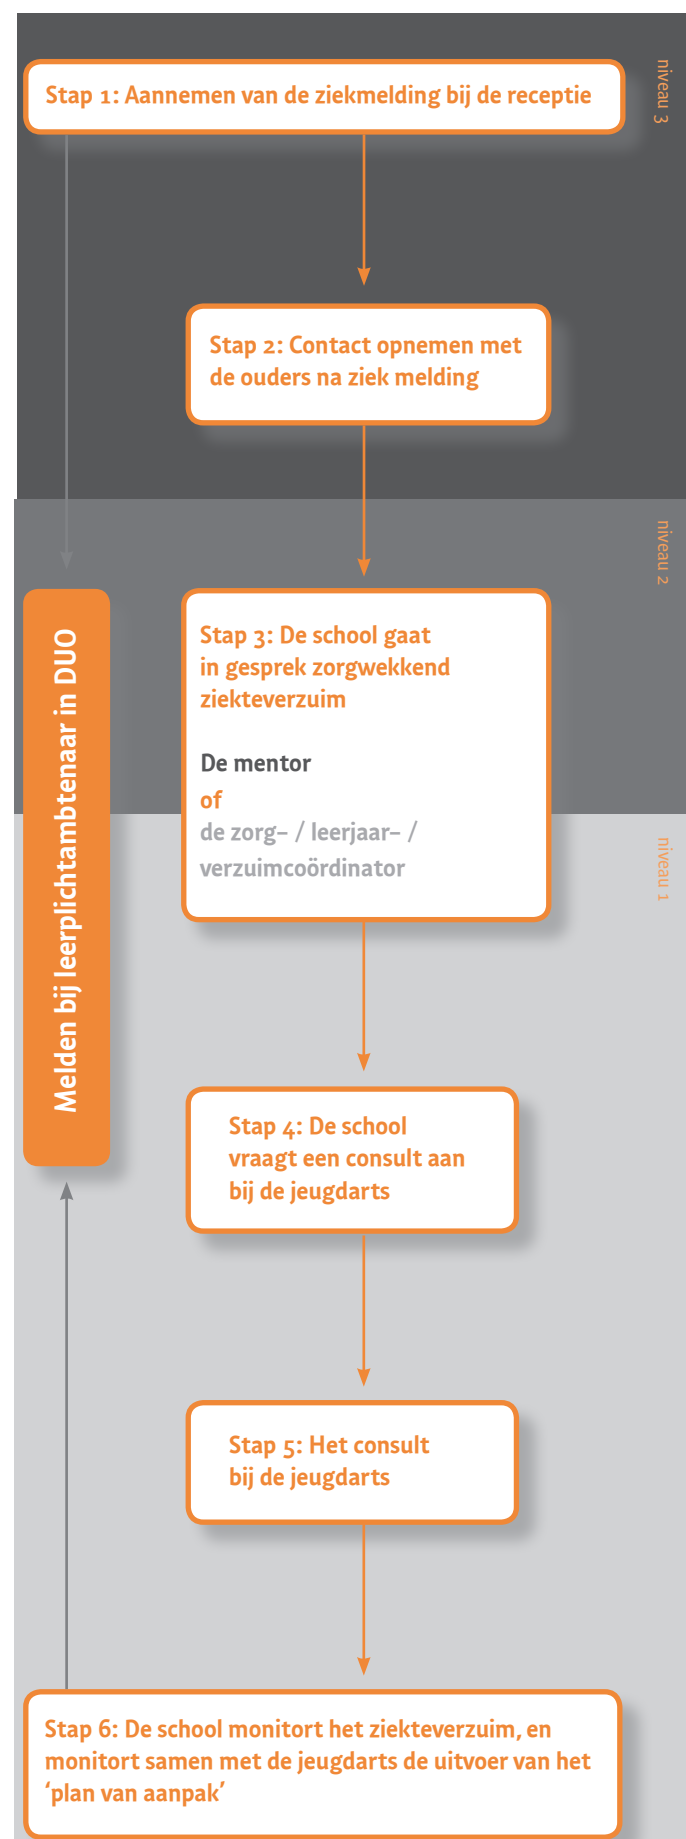 Stap 1: Aannemen van de ziekmelding bij de receptie
niveau 3
Stap 2: Contact opnemen met
de ouders na ziek melding
niveau 2
Melden bij leerplichtambtenaar in DUO
Stap 3: De school gaat
in gesprek zorgwekkend
ziekteverzuim
De mentor
of
de zorg– / leerjaar– /
verzuimcoördinator
niveau 1
Stap 4: De school
vraagt een consult aan
bij de jeugdarts
Stap 5: Het consult
bij de jeugdarts
Stap 6: De school monitort het ziekteverzuim, en
monitort samen met de jeugdarts de uitvoer van het
‘plan van aanpak’